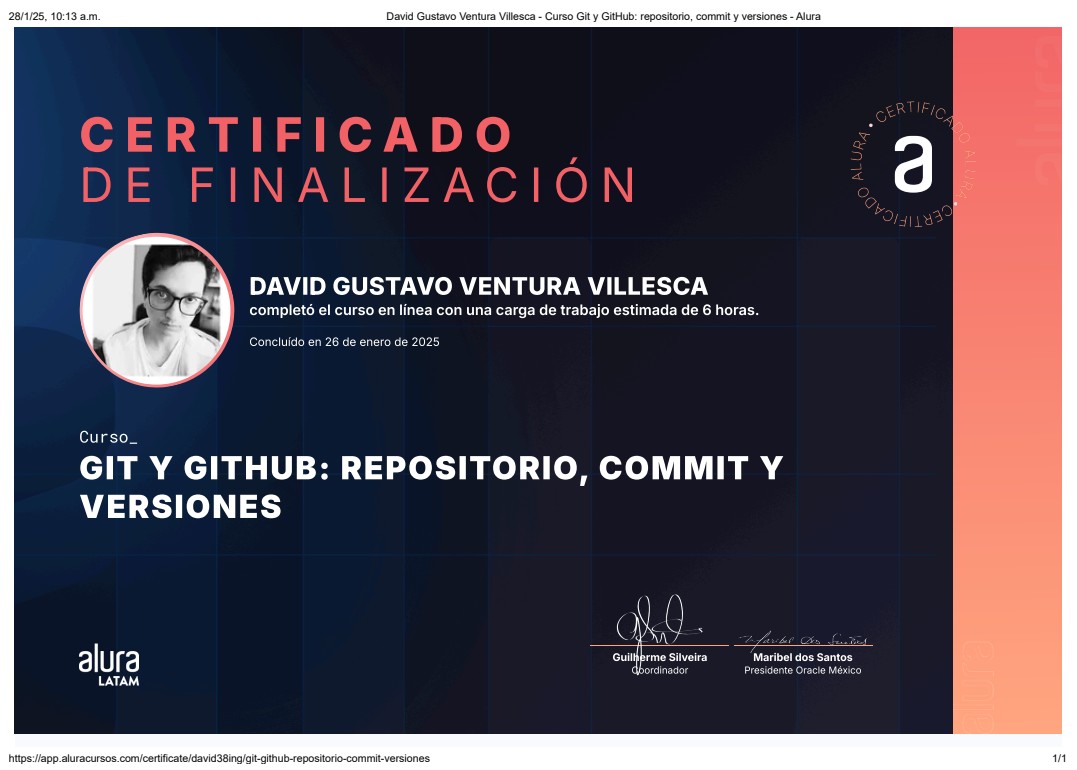 28/1/25, 10:13 a.m.
David Gustavo Ventura Villesca - Curso Git y GitHub: repositorio, commit y versiones - Alura
CERTIFICADO
DE FINALIZACIÓN
CERTIFICADO ALURA • CERTIFICADO ALURA •
a
alura
DAVID GUSTAVO VENTURA VILLESCA
completó el curso en línea con una carga de trabajo estimada de 6 horas.
Concluído en 26 de enero de 2025
Curso_
GIT Y GITHUB: REPOSITORIO, COMMIT Y
VERSIONES
alura
LATAM
Maribel dos Santos
Guilherme Silveira
Coordinador
Maribel dos Santos
Presidente Oracle México
alura
https://app.aluracursos.com/certificate/david38ing/git-github-repositorio-commit-versiones
1/1